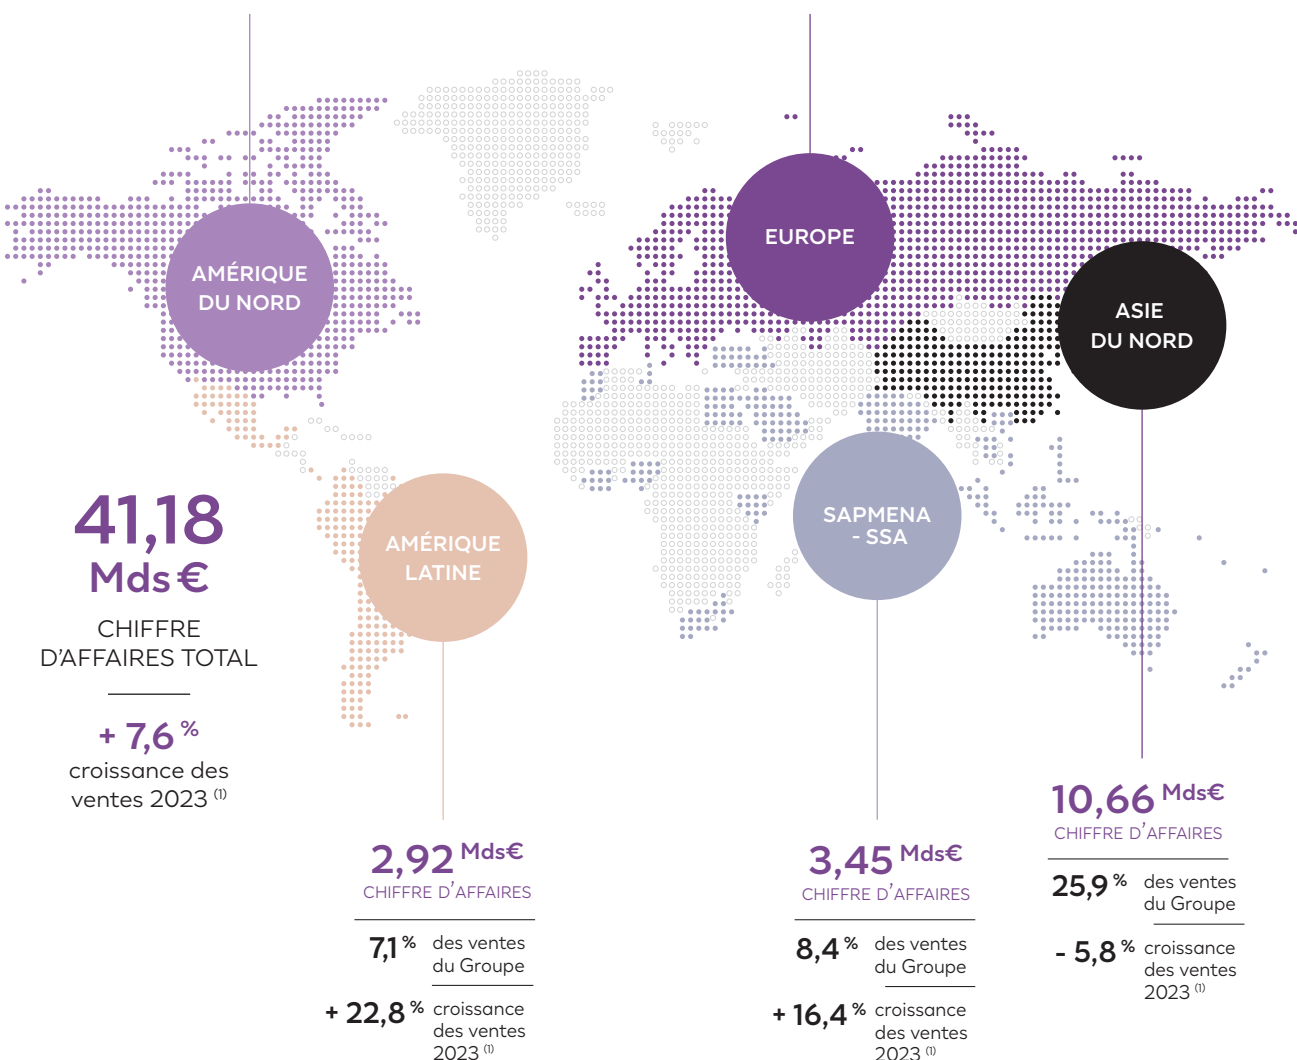 EUROPE
AMÉRIQUE
DU NORD
ASIE
DU NORD
SAPMENA
- SSA
AMÉRIQUE
LATINE
41,18
Mds €
CHIFFRE
D'AFFAIRES TOTAL
+ 7,6 %
croissance des
ventes 2023 (1)
2,92 Mds€
CHIFFRE D'AFFAIRES
7,1 % des ventes
du Groupe
+ 22,8 % croissance
des ventes
2023 (1)
3,45 Mds€
CHIFFRE D'AFFAIRES
8,4 % des ventes
du Groupe
+ 16,4 % croissance
des ventes
2023 (1)
10,66 Mds€
CHIFFRE D'AFFAIRES
25,9 % des ventes
du Groupe
- 5,8 % croissance
des ventes
2023 (1)